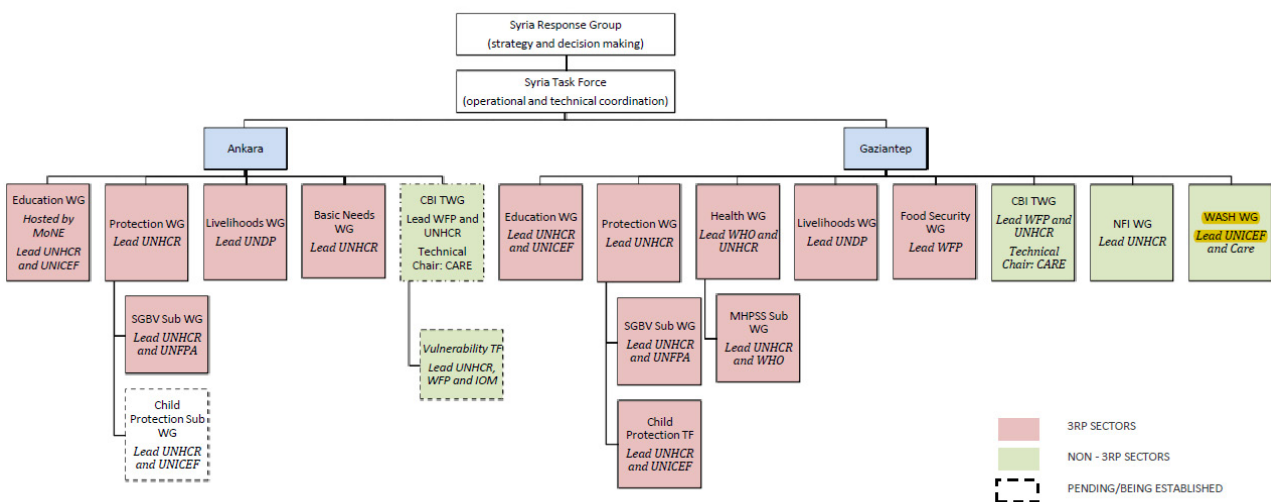 Syria Response Group
(strategy and decision making)
Syria Task Force
(operational and technical coordination)
Ankara
Gaziantep
Education WG
Hosted by
MoNE
Lead UNHCR
and UNICEF
Protection WG
Lead UNHCR
Livelihoods WG
Lead UNDP
Basic Needs
WG
Lead UNHCR
CBI TWG
Lead WFP and
UNHCR
Technical
Chair: CARE
Education WG
Lead UNHCR
and UNICEF
Protection WG
Lead UNHCR
Health WG
Lead WHO and
UNHCR
Livelihoods WG
Lead UNDP
Food Security
WG
Lead WFP
CBI TWG
Lead WFP and
UNHCR
Technical
Chair: CARE
NFI WG
Lead UNHCR
WASH WG
Lead UNICEF
and Care
SGBV Sub WG
Lead UNHCR
and UNFPA
Vulnerability TF
Lead UNHCR,
WFP and IOM
SGBV Sub WG
Lead UNHCR
and UNFPA
MHPSS Sub
WG
Lead UNHCR
and WHO
Child
Protection Sub
WG
Lead UNHCR
and UNICEF
Child
Protection TF
Lead UNHCR
and UNICEF
3RP SECTORS
NON - 3RP SECTORS
PENDING/BEING ESTABLISHED